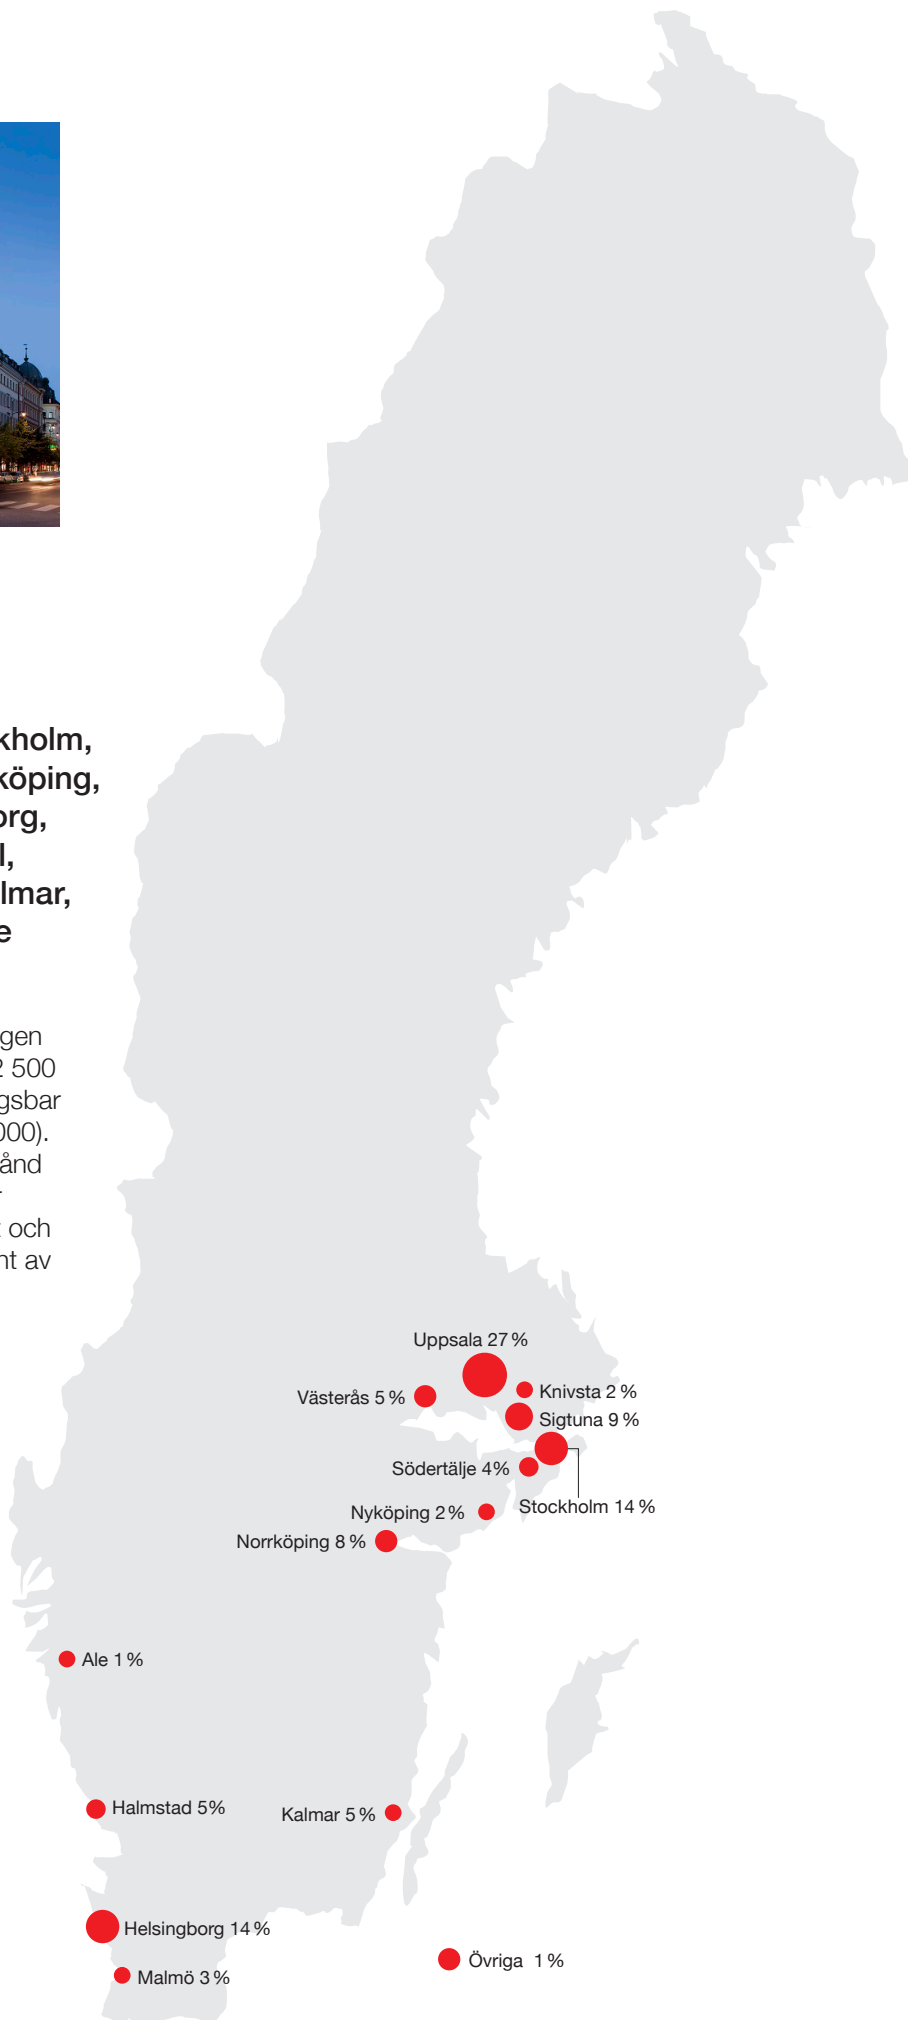 kholm,
köping,
org,
l,
lmar,
e
gen
2 500
gsbar
000).
ånd
och
nt av
Uppsala 27 %
Västerås 5 %
Knivsta 2 %
Sigtuna 9 %
Södertälje 4%
Stockholm 14 %
Nyköping 2 %
Norrköping 8 %
Ale 1 %
Halmstad 5%
Kalmar 5 %
Helsingborg 14 %
Malmö 3 %
Övriga 1 %